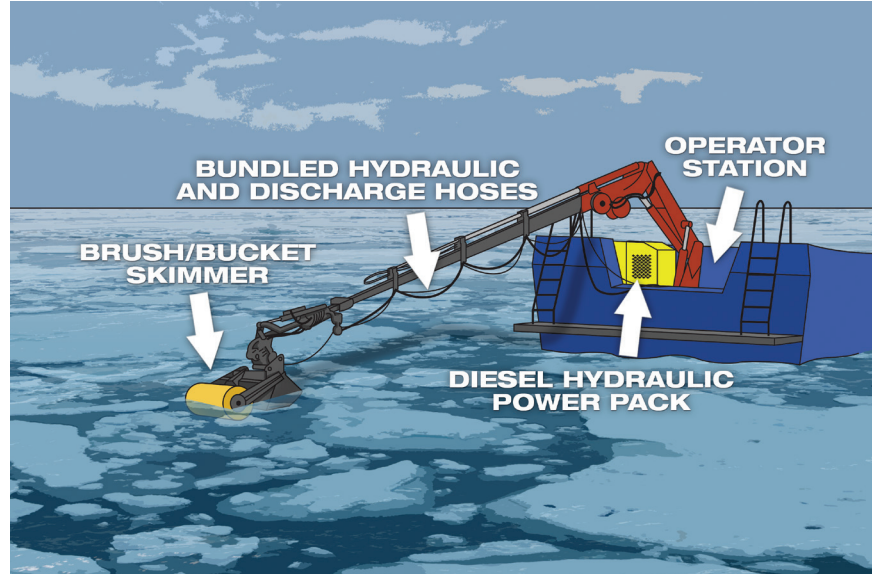 OPERATOR
STATION
BUNDLED HYDRAULIC
AND DISCHARGE HOSES
BRUSH/BUCKET
SKIMMER
DIESEL HYDRAULIC
POWER PACK